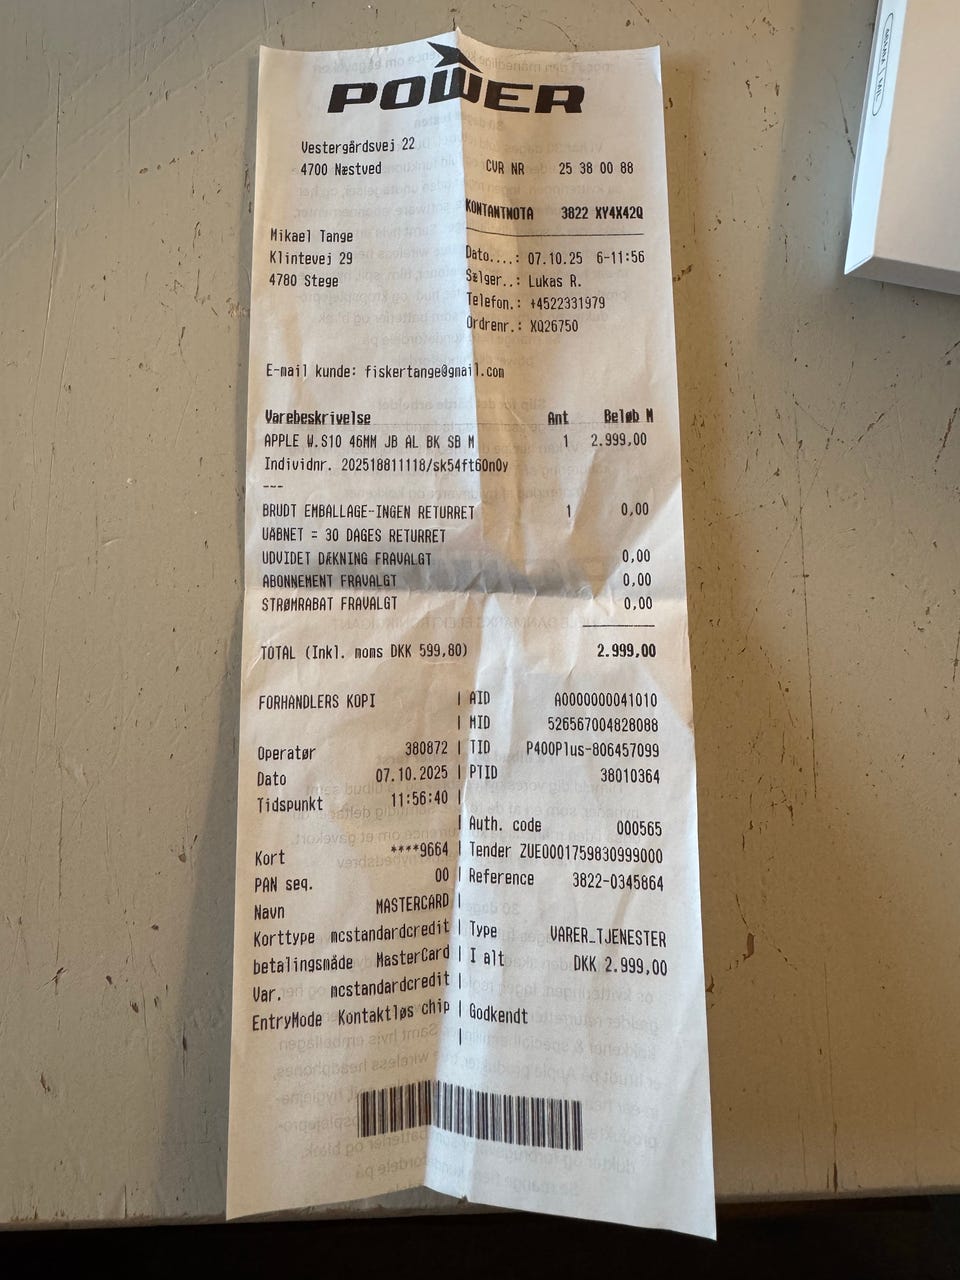 POWER
Vestergårdsvej 22
4700 Næstved
CVR NR 25 38 00 88
KONTANTNOTA 3822 XY4X42Q
Mikael Tange
Klintevej 29
4780 Stege
Dato....: 07.10.25 6-11:56
Sælger..: Lukas R.
Telefon.: +4522331979
Ordrenr.: XQ26750
E-mail kunde: fiskertange@gmail.com
Varebeskrivelse Ant Beløb M
APPLE W.S10 46MM JB AL BK SB M 1 2.999,00
Individnr. 202518811118/sk54ft60n0y
---
BRUDT EMBALLAGE-INGEN RETURRET 1 0,00
UÅBNET = 30 DAGES RETURRET
UDVIDET DÆKNING FRAVALGT 0,00
ABONNEMENT FRAVALGT 0,00
STRØMRABAT FRAVALGT 0,00
TOTAL (Inkl. moms DKK 599,80) 2.999,00
FORHANDLERS KOPI | AID A0000000041010
| MID 526567004828088
Operatør 380872 | TID P400Plus-806457099
Dato 07.10.2025 | PTID 38010364
Tidspunkt 11:56:40 |
| Auth. code 000565
Kort ****9664 | Tender ZUE0001759830999000
PAN seq. 00 | Reference 3822-0345864
Navn MASTERCARD |
Korttype mcstandardcredit | Type VARER_TJENESTER
betalingsmåde MasterCard | I alt DKK 2.999,00
Var. mcstandardcredit |
EntryMode Kontaktløs chip | Godkendt
|